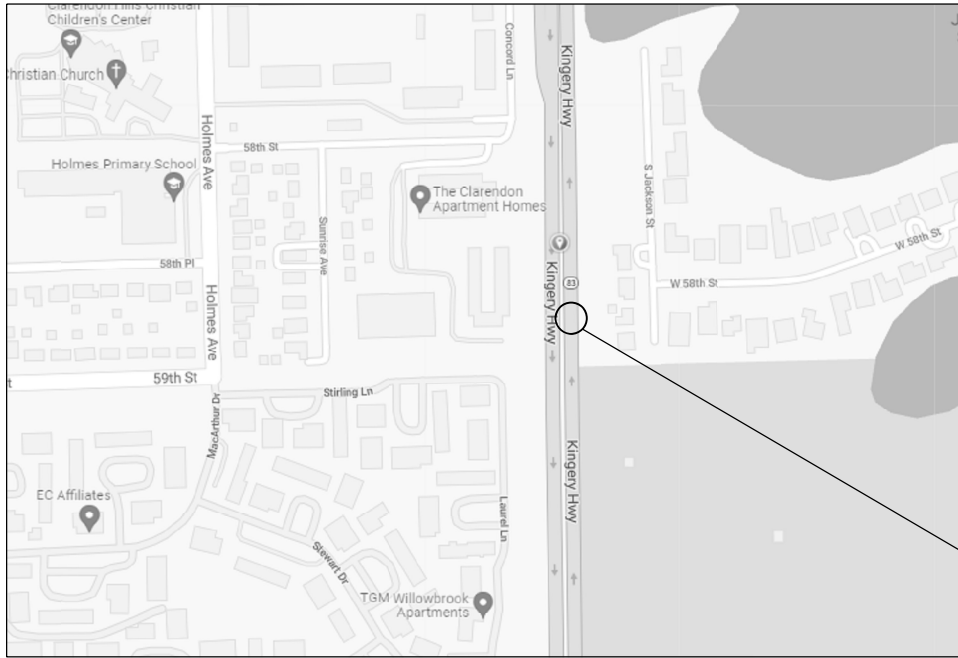 Clarendon Hills Christian
Children's Center
Christian Church
Holmes Ave
Concord Ln
Kingery Hwy
58th St
Holmes Primary School
The Clarendon
Apartment Homes
Sunrise Ave
S Jackson St
W 58th St
58th Pl
Holmes Ave
Kingery Hwy
83
W 58th St
59th St
Stirling Ln
MacArthur Dr
Kingery Hwy
EC Affiliates
Laurel Ln
Stewart Dr
TGM Willowbrook
Apartments